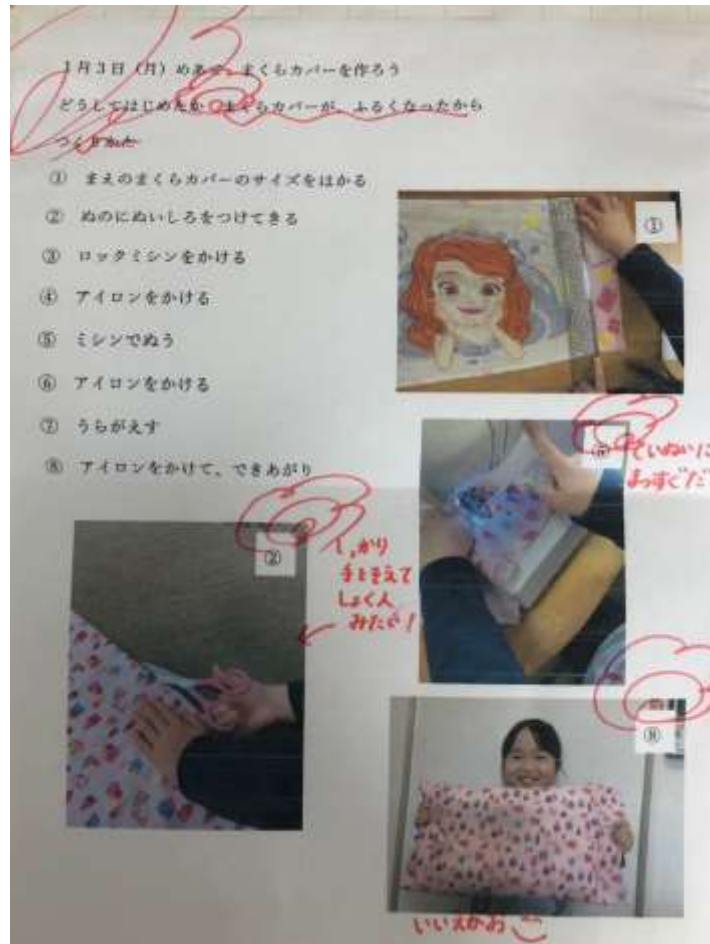 1月3日（月）めあて、まくらカバーを作ろう
どうしてはじめたか まくらカバーが、ふるくなったから
つくりかた
① まえのまくらカバーのサイズをはかる
② ぬのにぬいしろをつけてきる
③ ロックミシンをかける
④ アイロンをかける
⑤ ミシンでぬう
⑥ アイロンをかける
⑦ うらがえす
⑧ アイロンをかけて、できあがり
①
⑤
ていねいに
まっすぐだ
②
しっかり
手をそえて
しょく人
みたい！
⑧
いいえがお